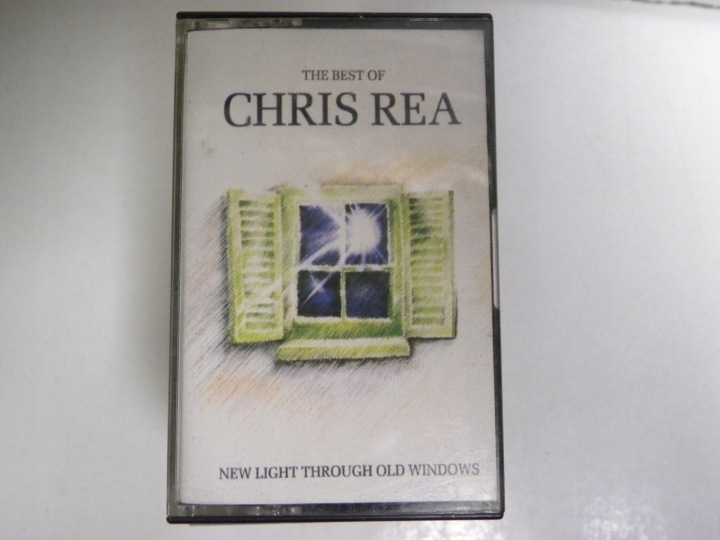 THE BEST OF
CHRIS REA
NEW LIGHT THROUGH OLD WINDOWS